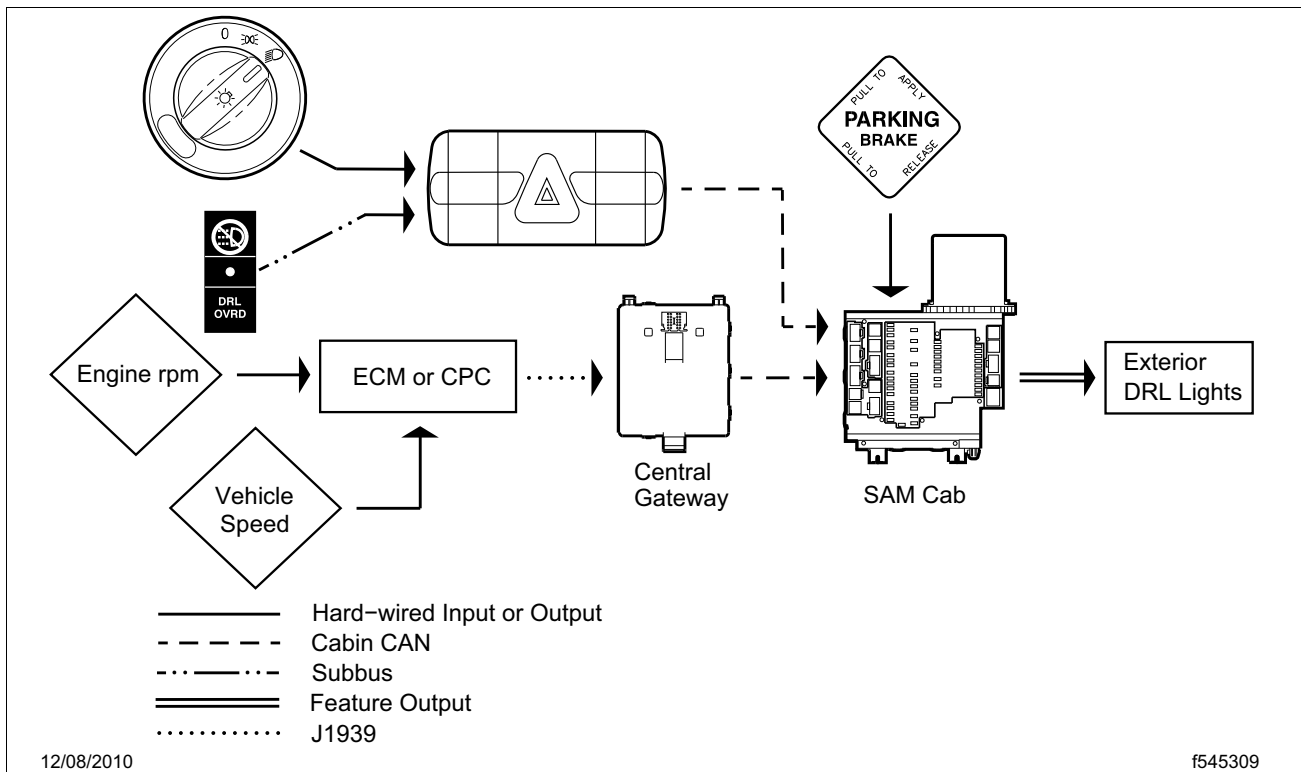 0
PULL TO APPLY
PARKING
BRAKE
PULL TO RELEASE
DRL
OVRD
Engine rpm
ECM or CPC
Exterior
DRL Lights
Central
Gateway
SAM Cab
Vehicle
Speed
Hard−wired Input or Output
Cabin CAN
Subbus
Feature Output
J1939
12/08/2010
f545309